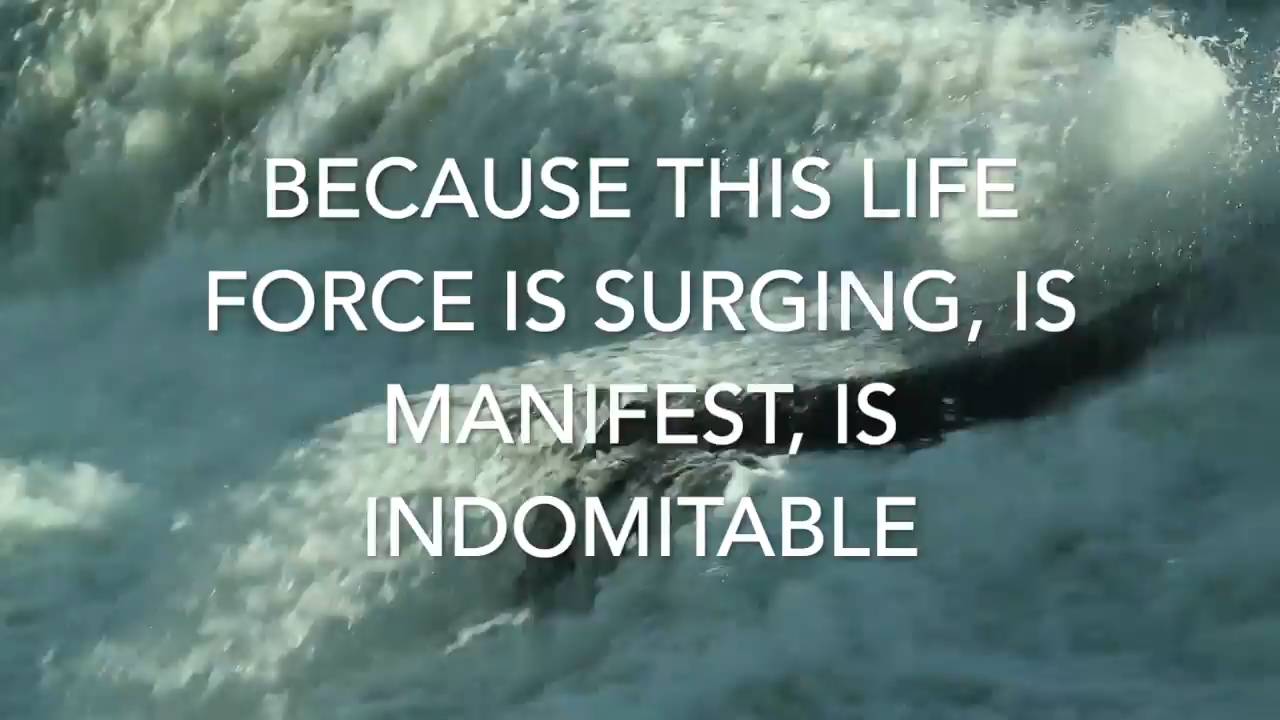 BECAUSE THIS LIFE
FORCE IS SURGING, IS
MANIFEST, IS
INDOMITABLE